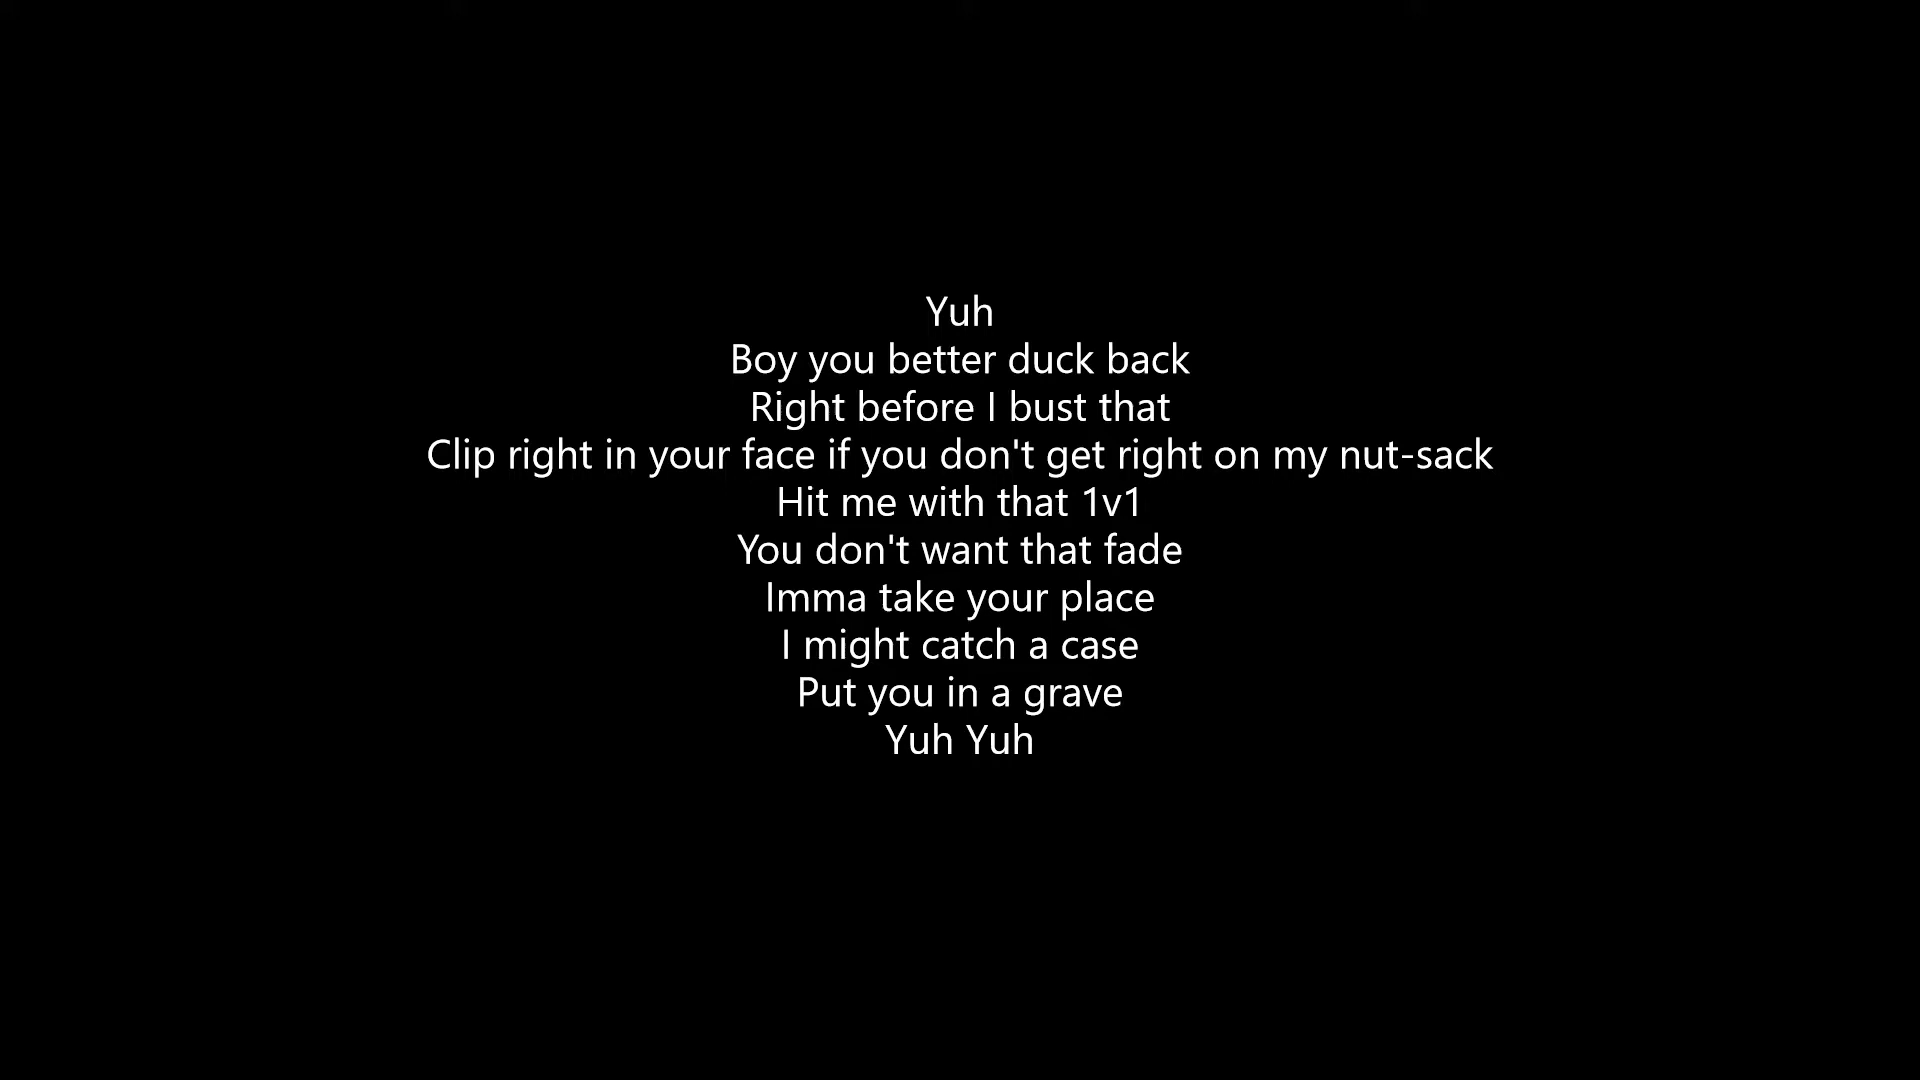 Yuh
Boy you better duck back
Right before I bust that
Clip right in your face if you don't get right on my nut-sack
Hit me with that 1v1
You don't want that fade
Imma take your place
I might catch a case
Put you in a grave
Yuh Yuh